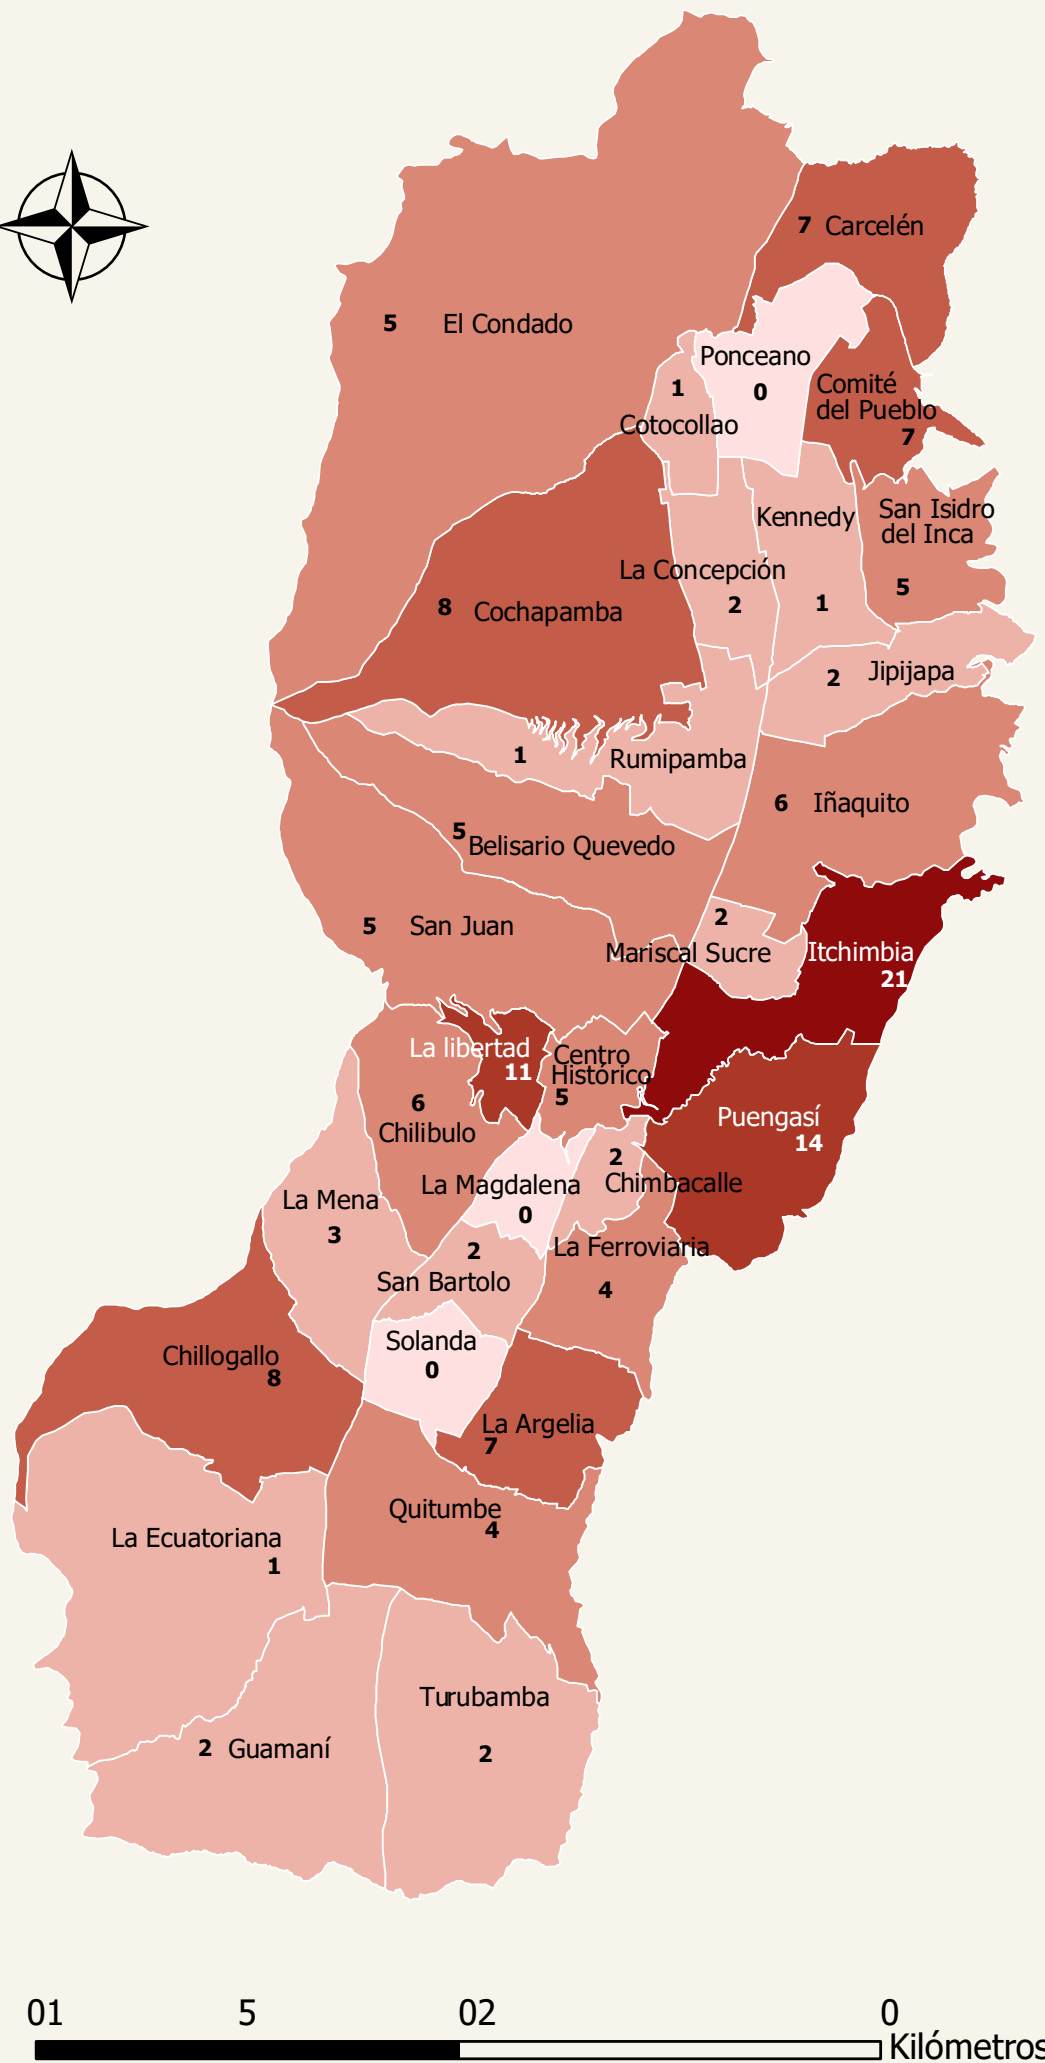 7 Carcelén
5 El Condado
Ponceano
0
Comité
del Pueblo
7
1
Cotocollao
Kennedy
1
San Isidro
del Inca
5
La Concepción
2
8 Cochapamba
2 Jipijapa
1
Rumipamba
6 Iñaquito
5
Belisario Quevedo
5 San Juan
2
Mariscal Sucre
Itchimbia
21
La libertad
11
Centro
Histórico
5
Puengasí
14
6
Chilibulo
2
Chimbacalle
La Magdalena
0
La Mena
3
La Ferroviaria
4
2
San Bartolo
Solanda
0
Chillogallo
8
La Argelia
7
Quitumbe
4
La Ecuatoriana
1
Turubamba
2
2 Guamaní
01 5 02 0
Kilómetros